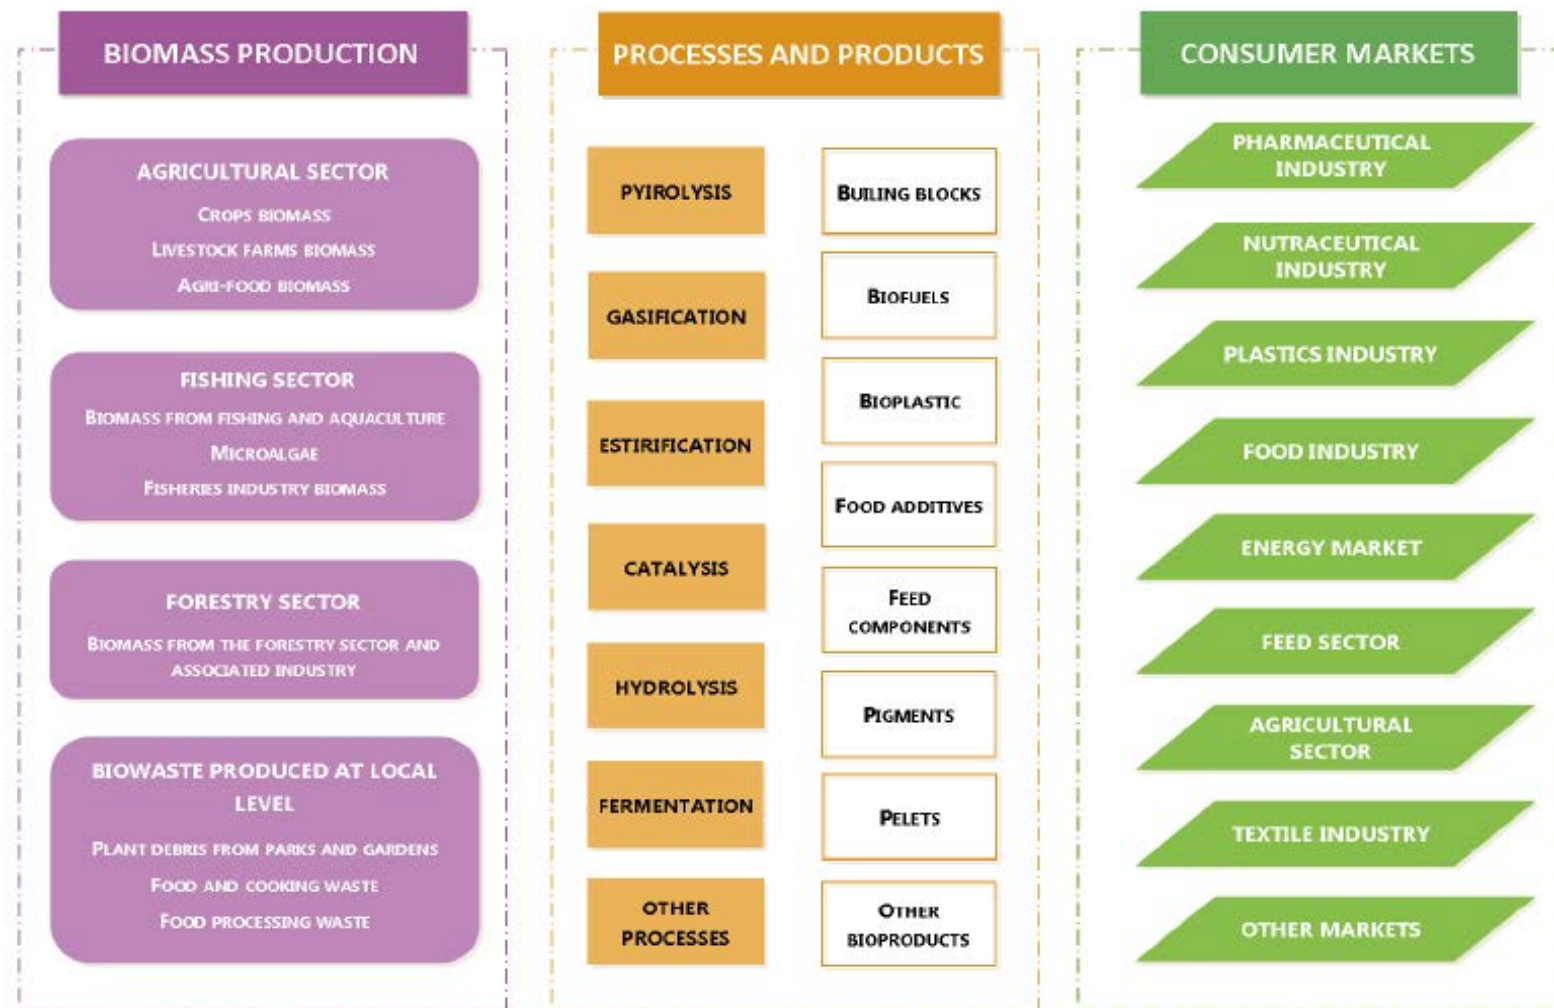 BIOMASS PRODUCTION
AGRICULTURAL SECTOR
CROPS BIOMASS
LIVESTOCK FARMS BIOMASS
AGRI-FOOD BIOMASS
FISHING SECTOR
BIOMASS FROM FISHING AND AQUACULTURE
MICROALGAE
FISHERIES INDUSTRY BIOMASS
FORESTRY SECTOR
BIOMASS FROM THE FORESTRY SECTOR AND
ASSOCIATED INDUSTRY
BIOWASTE PRODUCED AT LOCAL
LEVEL
PLANT DEBRIS FROM PARKS AND GARDENS
FOOD AND COOKING WASTE
FOOD PROCESSING WASTE
PROCESSES AND PRODUCTS
PYIROLYSIS
GASIFICATION
ESTIRIFICATION
CATALYSIS
HYDROLYSIS
FERMENTATION
OTHER
PROCESSES
BUILING BLOCKS
BIOFUELS
BIOPLASTIC
FOOD ADDITIVES
FEED
COMPONENTS
PIGMENTS
PELETS
OTHER
BIOPRODUCTS
CONSUMER MARKETS
PHARMACEUTICAL
INDUSTRY
NUTRACEUTICAL
INDUSTRY
PLASTICS INDUSTRY
FOOD INDUSTRY
ENERGY MARKET
FEED SECTOR
AGRICULTURAL
SECTOR
TEXTILE INDUSTRY
OTHER MARKETS